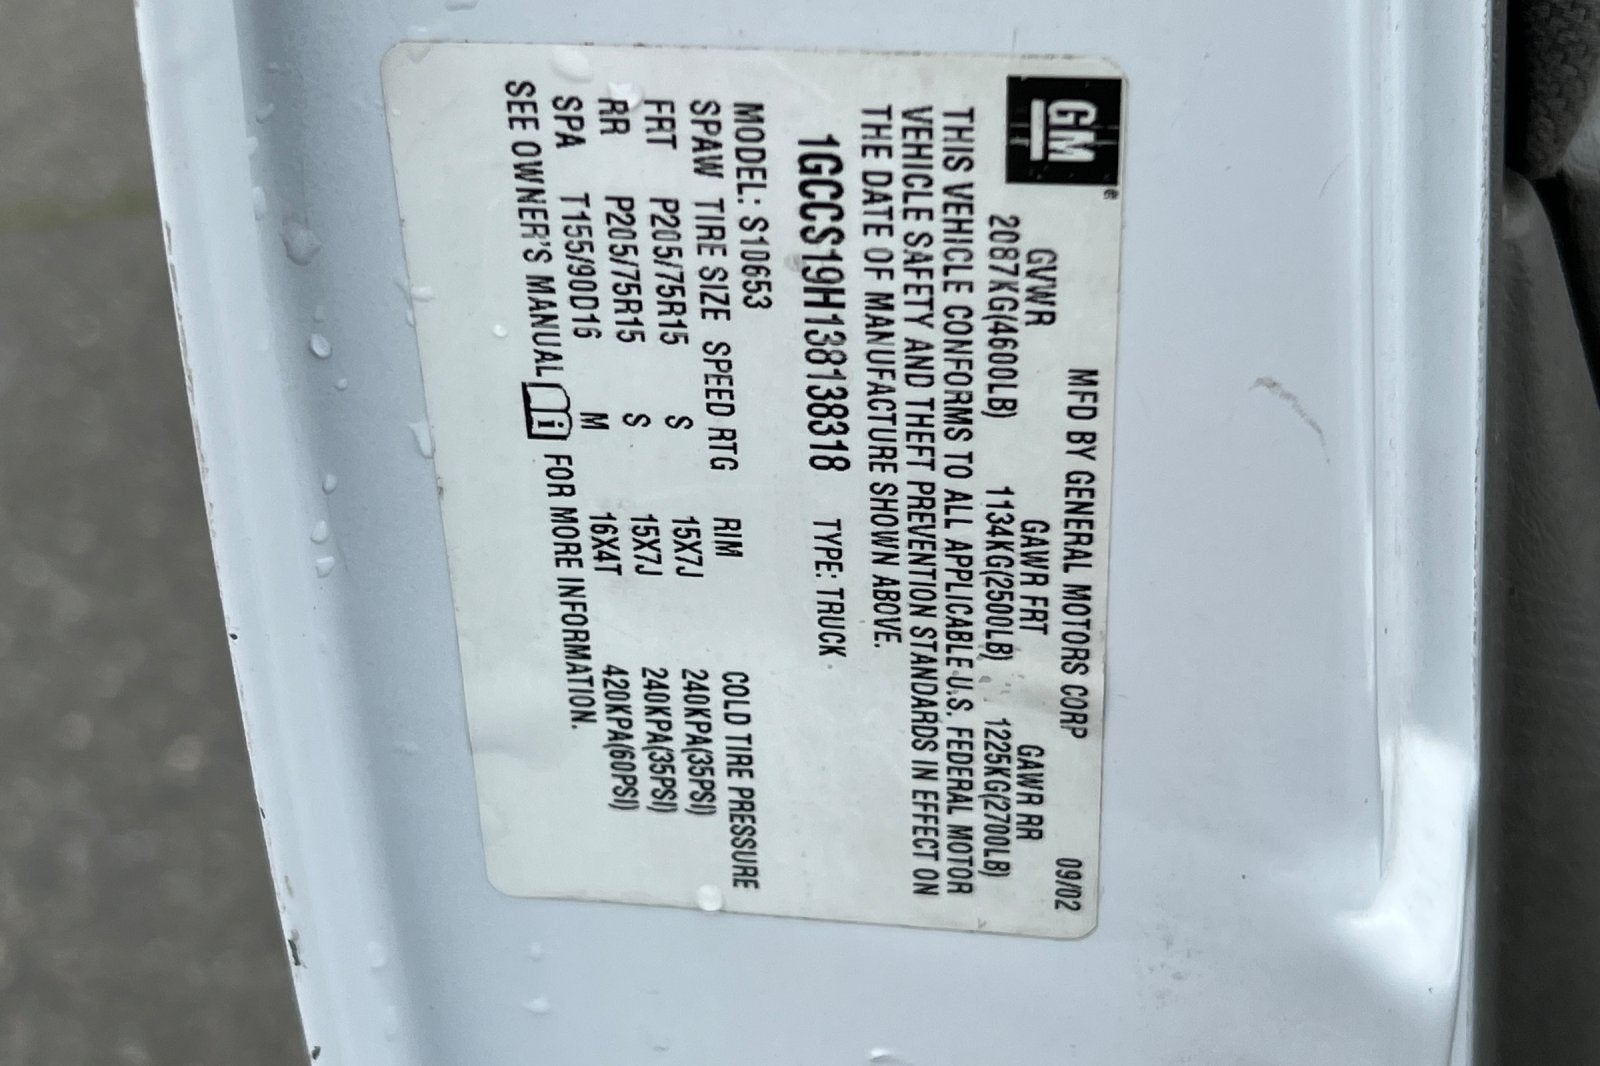 GM®
MFD BY GENERAL MOTORS CORP 09/02
GVWR GAWR FRT GAWR RR
2087KG(4600LB) 1134KG(2500LB) 1225KG(2700LB)
THIS VEHICLE CONFORMS TO ALL APPLICABLE U.S. FEDERAL MOTOR
VEHICLE SAFETY AND THEFT PREVENTION STANDARDS IN EFFECT ON
THE DATE OF MANUFACTURE SHOWN ABOVE.
1GCCS19H138138318 TYPE: TRUCK
MODEL: S10653
SPAW TIRE SIZE SPEED RTG RIM COLD TIRE PRESSURE
FRT P205/75R15 S 15X7J 240KPA(35PSI)
RR P205/75R15 S 15X7J 240KPA(35PSI)
SPA T155/90D16 M 16X4T 420KPA(60PSI)
SEE OWNER'S MANUAL i FOR MORE INFORMATION.